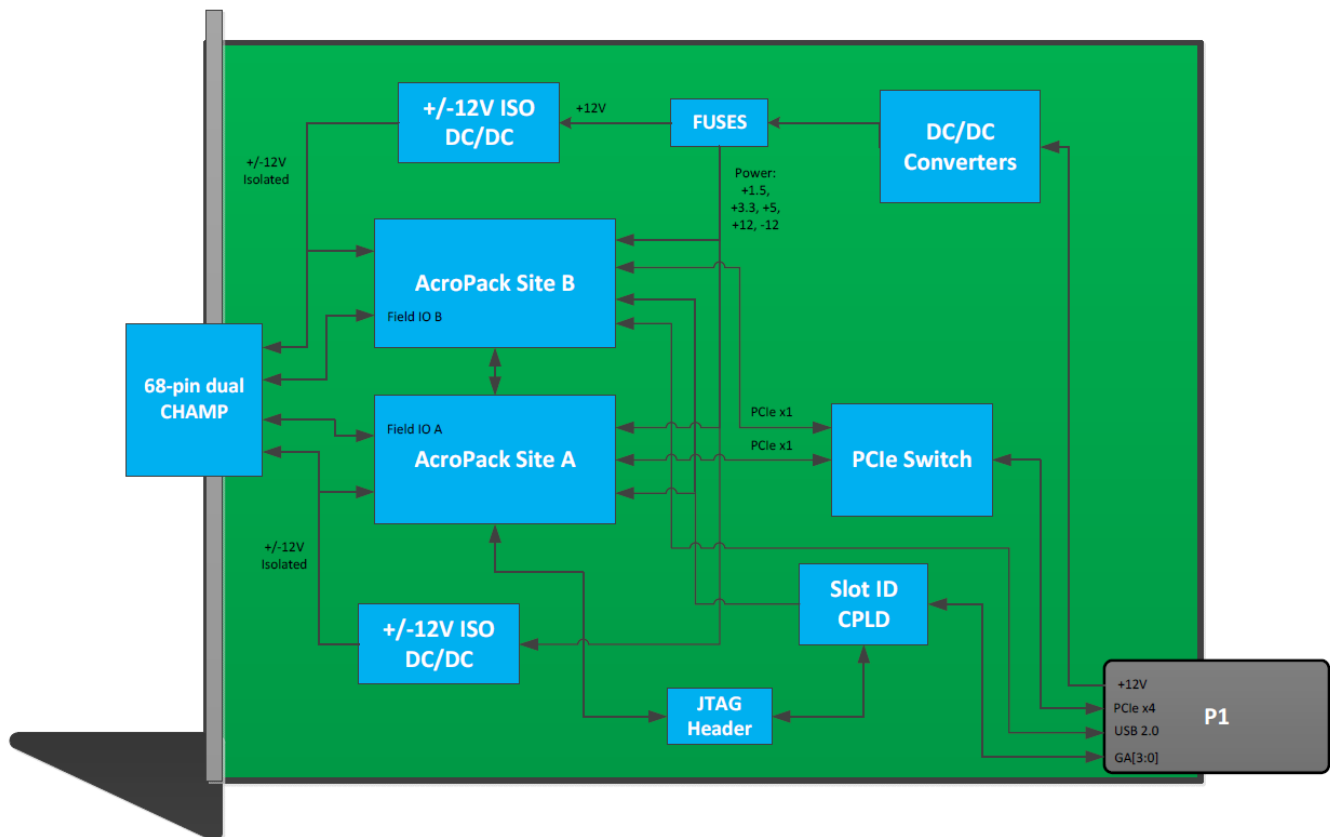 +/-12V ISO
DC/DC
+12V
FUSES
DC/DC
Converters
+/-12V
Isolated
Power:
+1.5,
+3.3, +5,
+12, -12
AcroPack Site B
Field IO B
68-pin dual
CHAMP
Field IO A
AcroPack Site A
PCIe x1
PCIe x1
PCIe Switch
+/-12V
Isolated
+/-12V ISO
DC/DC
Slot ID
CPLD
JTAG
Header
+12V
PCIe x4
USB 2.0
GA[3:0]
P1